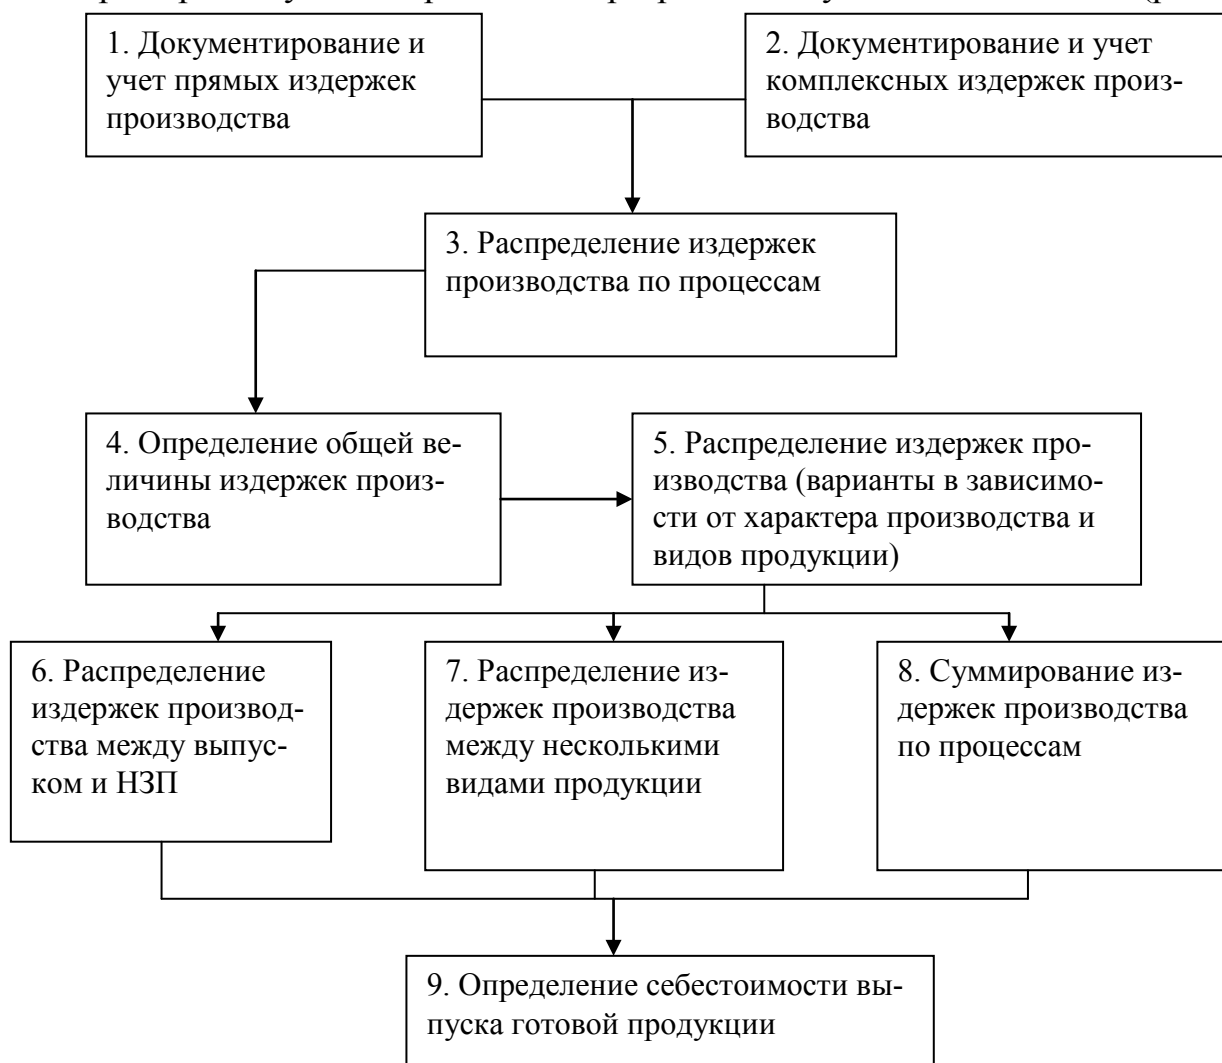 1. Документирование и
учет прямых издержек
производства
2. Документирование и учет
комплексных издержек произ-
водства
3. Распределение издержек
производства по процессам
4. Определение общей ве-
личины издержек произ-
водства
5. Распределение издержек про-
изводства (варианты в зависимо-
сти от характера производства и
видов продукции)
6. Распределение
издержек производ-
ства между выпус-
ком и НЗП
7. Распределение из-
держек производства
между несколькими
видами продукции
8. Суммирование из-
держек производства
по процессам
9. Определение себестоимости вы-
пуска готовой продукции